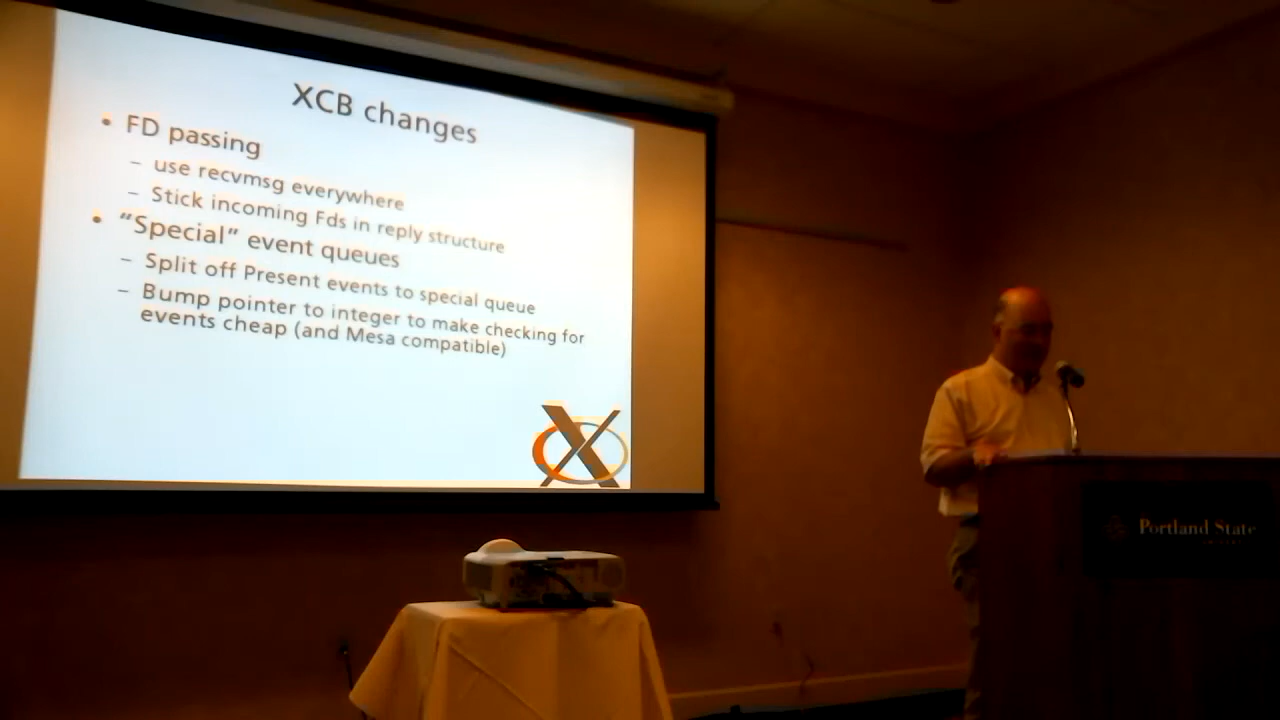 XCB changes
• FD passing
– use recvmsg everywhere
– Stick incoming Fds in reply structure
• “Special” event queues
– Split off Present events to special queue
– Bump pointer to integer to make checking for
events cheap (and Mesa compatible)
Portland State